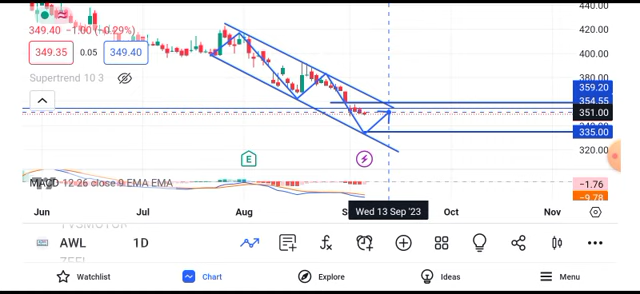 440.00
349.40 −1.00 (−0.29%)
420.00
349.35 0.05 349.40
400.00
Supertrend 10 3
380.00
359.20
354.55
351.00
335.00
320.00
E
MACD 12 26 close 9 EMA EMA
−1.76
−9.78
Jun Jul Aug Wed 13 Sep '23 Oct Nov
TVSMOTOR
AWL 1D
ZEEL
Watchlist Chart Explore Ideas Menu